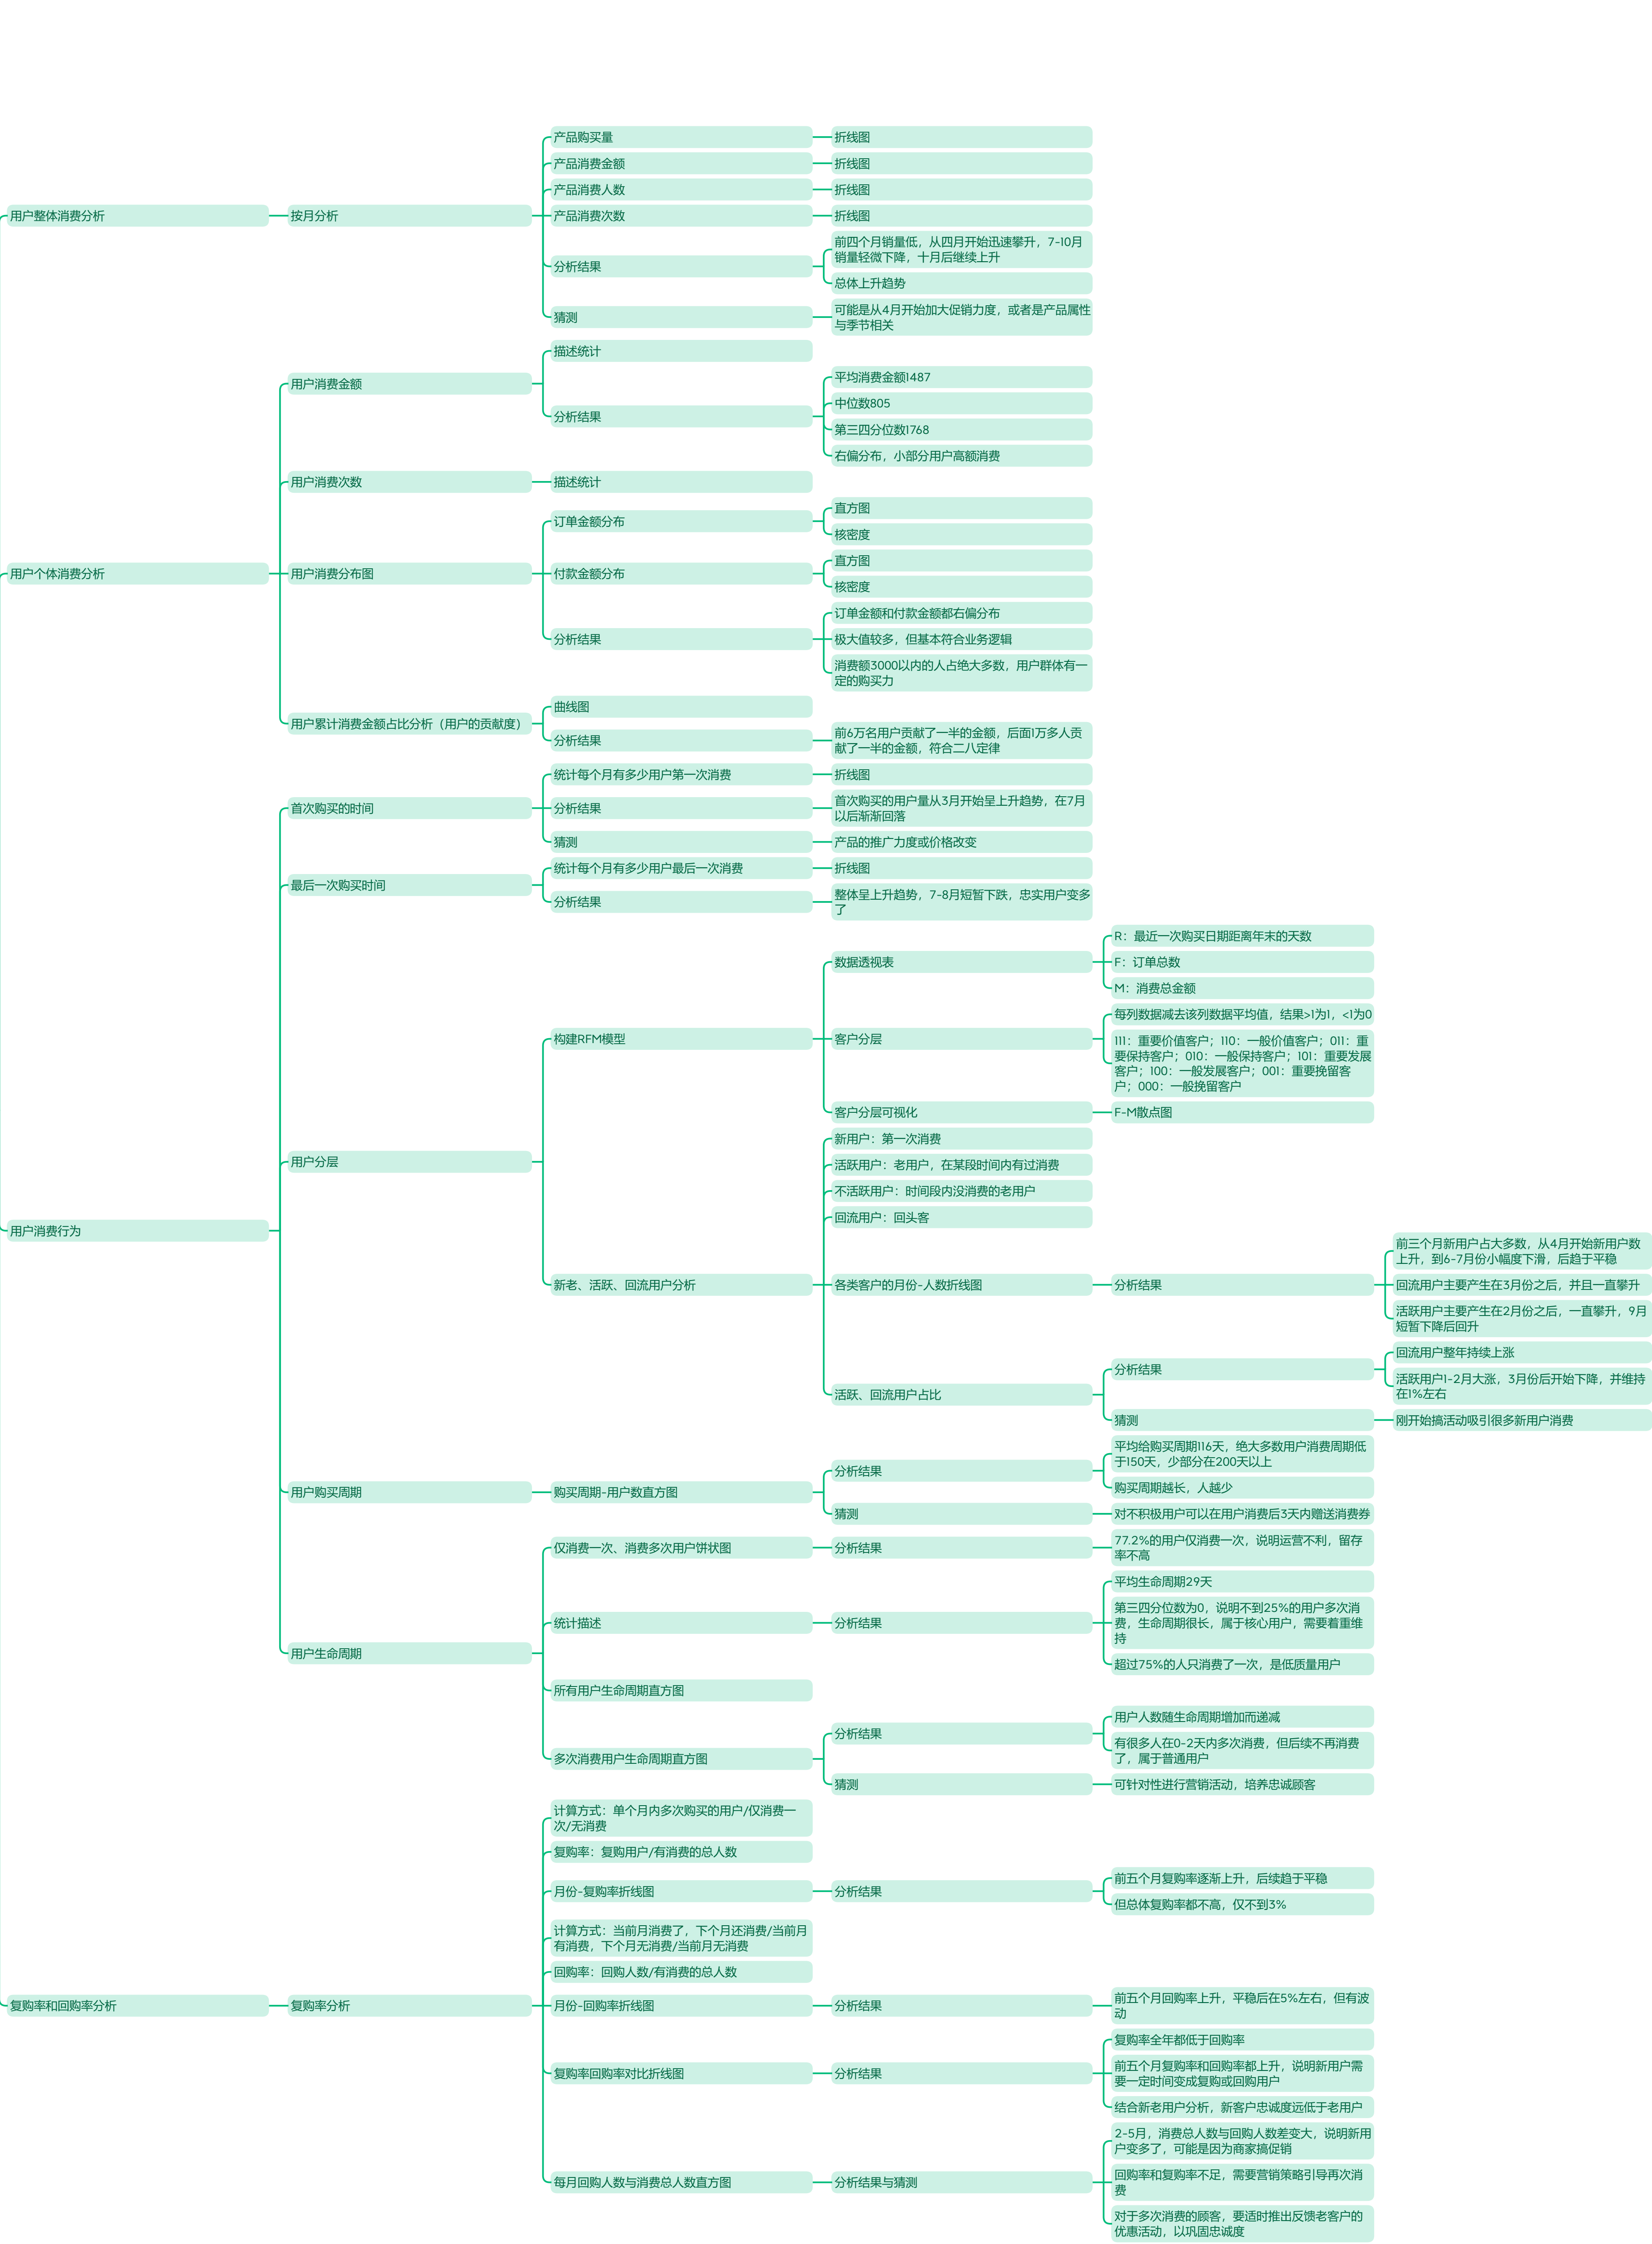 用户整体消费分析
按月分析
产品购买量
折线图
产品消费金额
折线图
产品消费人数
折线图
产品消费次数
折线图
分析结果
前四个月销量低，从四月开始迅速攀升，7-10月
销量轻微下降，十月后继续上升
总体上升趋势
猜测
可能是从4月开始加大促销力度，或者是产品属性
与季节相关
用户个体消费分析
用户消费金额
描述统计
分析结果
平均消费金额1487
中位数805
第三四分位数1768
右偏分布，小部分用户高额消费
用户消费次数
描述统计
用户消费分布图
订单金额分布
直方图
核密度
付款金额分布
直方图
核密度
分析结果
订单金额和付款金额都右偏分布
极大值较多，但基本符合业务逻辑
消费额3000以内的人占绝大多数，用户群体有一
定的购买力
用户累计消费金额占比分析（用户的贡献度）
曲线图
分析结果
前6万名用户贡献了一半的金额，后面1万多人贡
献了一半的金额，符合二八定律
用户消费行为
首次购买的时间
统计每个月有多少用户第一次消费
折线图
分析结果
首次购买的用户量从3月开始呈上升趋势，在7月
以后渐渐回落
猜测
产品的推广力度或价格改变
最后一次购买时间
统计每个月有多少用户最后一次消费
折线图
分析结果
整体呈上升趋势，7-8月短暂下跌，忠实用户变多
了
用户分层
构建RFM模型
数据透视表
R：最近一次购买日期距离年末的天数
F：订单总数
M：消费总金额
客户分层
每列数据减去该列数据平均值，结果>1为1，<1为0
111：重要价值客户；110：一般价值客户；011：重
要保持客户；010：一般保持客户；101：重要发展
客户；100：一般发展客户；001：重要挽留客
户；000：一般挽留客户
客户分层可视化
F-M散点图
新老、活跃、回流用户分析
新用户：第一次消费
活跃用户：老用户，在某段时间内有过消费
不活跃用户：时间段内没消费的老用户
回流用户：回头客
各类客户的月份-人数折线图
分析结果
前三个月新用户占大多数，从4月开始新用户数
上升，到6-7月份小幅度下滑，后趋于平稳
回流用户主要产生在3月份之后，并且一直攀升
活跃用户主要产生在2月份之后，一直攀升，9月
短暂下降后回升
活跃、回流用户占比
分析结果
回流用户整年持续上涨
活跃用户1-2月大涨，3月份后开始下降，并维持
在1%左右
猜测
刚开始搞活动吸引很多新用户消费
用户购买周期
购买周期-用户数直方图
分析结果
平均给购买周期116天，绝大多数用户消费周期低
于150天，少部分在200天以上
购买周期越长，人越少
猜测
对不积极用户可以在用户消费后3天内赠送消费券
用户生命周期
仅消费一次、消费多次用户饼状图
分析结果
77.2%的用户仅消费一次，说明运营不利，留存
率不高
统计描述
分析结果
平均生命周期29天
第三四分位数为0，说明不到25%的用户多次消
费，生命周期很长，属于核心用户，需要着重维
持
超过75%的人只消费了一次，是低质量用户
所有用户生命周期直方图
多次消费用户生命周期直方图
分析结果
用户人数随生命周期增加而递减
有很多人在0-2天内多次消费，但后续不再消费
了，属于普通用户
猜测
可针对性进行营销活动，培养忠诚顾客
复购率和回购率分析
复购率分析
计算方式：单个月内多次购买的用户/仅消费一
次/无消费
复购率：复购用户/有消费的总人数
月份-复购率折线图
分析结果
前五个月复购率逐渐上升，后续趋于平稳
但总体复购率都不高，仅不到3%
计算方式：当前月消费了，下个月还消费/当前月
有消费，下个月无消费/当前月无消费
回购率：回购人数/有消费的总人数
月份-回购率折线图
分析结果
前五个月回购率上升，平稳后在5%左右，但有波
动
复购率回购率对比折线图
分析结果
复购率全年都低于回购率
前五个月复购率和回购率都上升，说明新用户需
要一定时间变成复购或回购用户
结合新老用户分析，新客户忠诚度远低于老用户
每月回购人数与消费总人数直方图
分析结果与猜测
2-5月，消费总人数与回购人数差变大，说明新用
户变多了，可能是因为商家搞促销
回购率和复购率不足，需要营销策略引导再次消
费
对于多次消费的顾客，要适时推出反馈老客户的
优惠活动，以巩固忠诚度